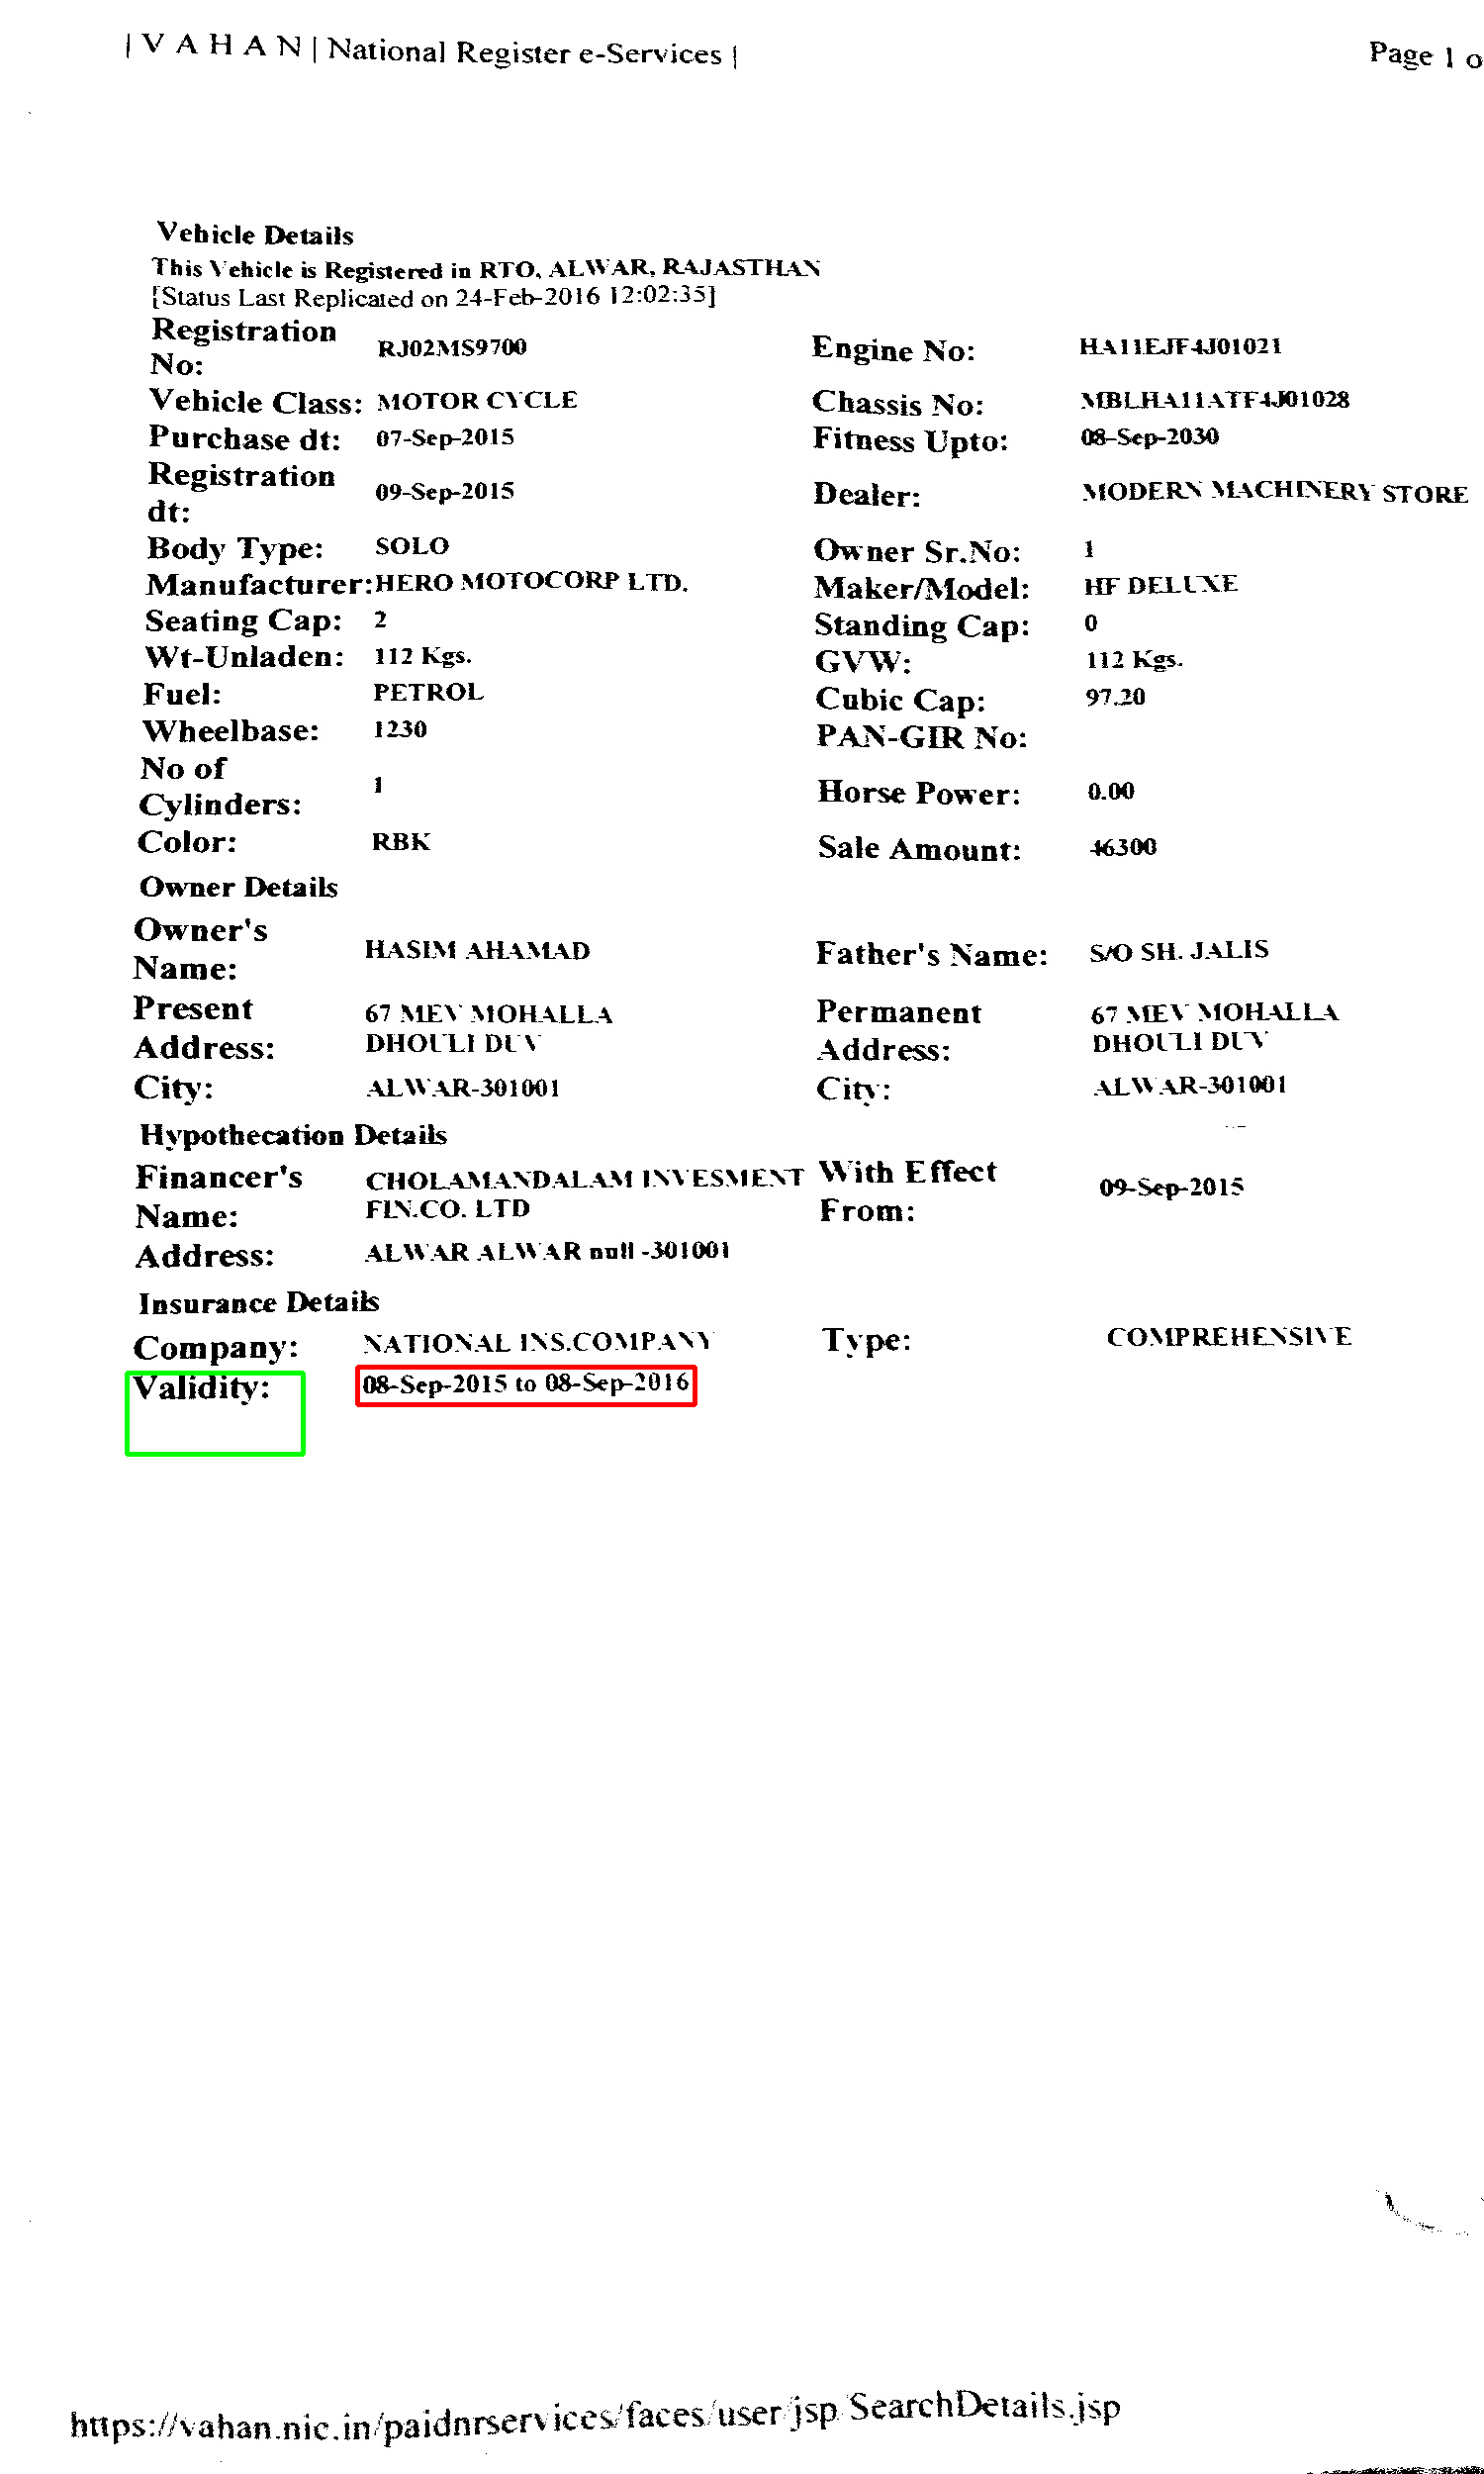 | V A H A N | National Register e-Services |
Page 1 o
Vehicle Details
This Vehicle is Registered in RTO, ALWAR, RAJASTHAN
[Status Last Replicated on 24-Feb-2016 12:02:35]
Registration No: RJ02MS9700 Engine No: HA11EJF4J01021
Vehicle Class: MOTOR CYCLE Chassis No: MBLHA11ATF4J01028
Purchase dt: 07-Sep-2015 Fitness Upto: 08-Sep-2030
Registration dt: 09-Sep-2015 Dealer: MODERN MACHINERY STORE
Body Type: SOLO Owner Sr.No: 1
Manufacturer: HERO MOTOCORP LTD. Maker/Model: HF DELUXE
Seating Cap: 2 Standing Cap: 0
Wt-Unladen: 112 Kgs. GVW: 112 Kgs.
Fuel: PETROL Cubic Cap: 97.20
Wheelbase: 1230 PAN-GIR No:
No of Cylinders: 1 Horse Power: 0.00
Color: RBK Sale Amount: 46300
Owner Details
Owner's Name: HASIM AHAMAD Father's Name: S/O SH. JALIS
Present Address: 67 MEV MOHALLA DHOULI DUV Permanent Address: 67 MEV MOHALLA DHOULI DUV
City: ALWAR-301001 City: ALWAR-301001
Hypothecation Details
Financer's Name: CHOLAMANDALAM INVESMENT FIN.CO. LTD With Effect From: 09-Sep-2015
Address: ALWAR ALWAR null -301001
Insurance Details
Company: NATIONAL INS.COMPANY Type: COMPREHENSIVE
Validity: 08-Sep-2015 to 08-Sep-2016
https://vahan.nic.in/paidnrservices/faces/user/jsp/SearchDetails.jsp